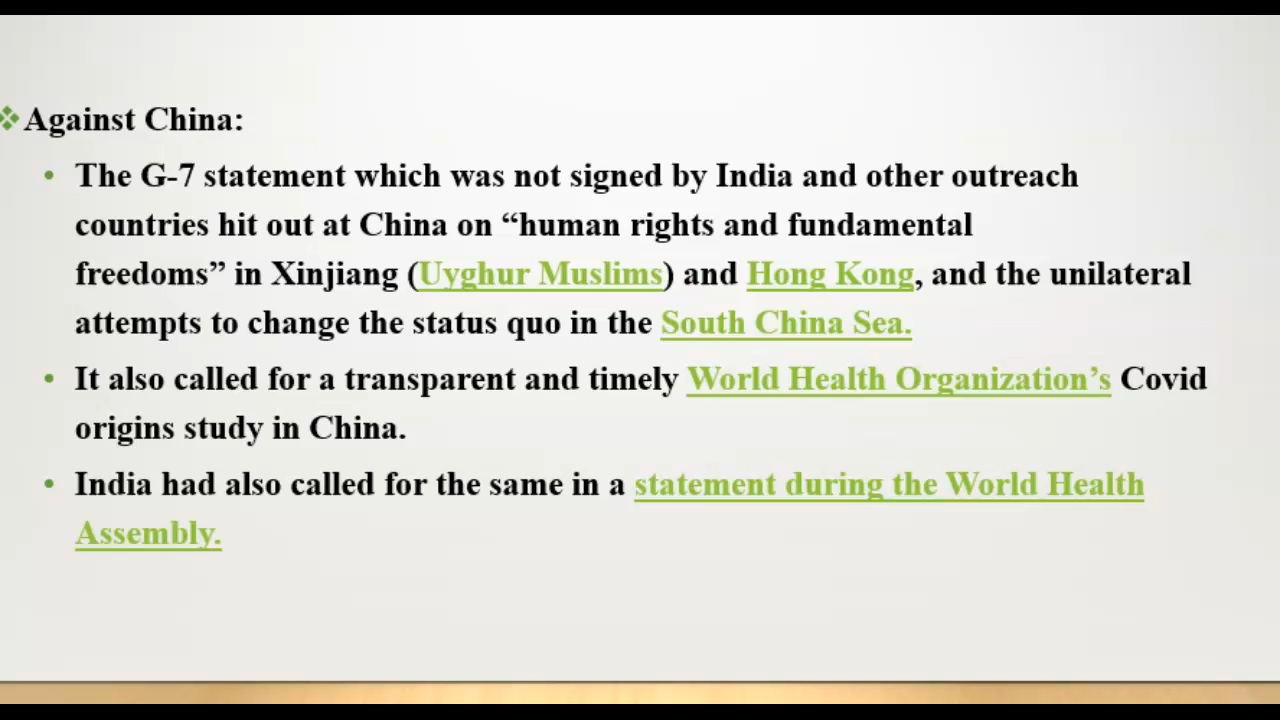 Against China:
The G-7 statement which was not signed by India and other outreach
countries hit out at China on “human rights and fundamental
freedoms” in Xinjiang (Uyghur Muslims) and Hong Kong, and the unilateral
attempts to change the status quo in the South China Sea.
It also called for a transparent and timely World Health Organization’s Covid
origins study in China.
India had also called for the same in a statement during the World Health
Assembly.